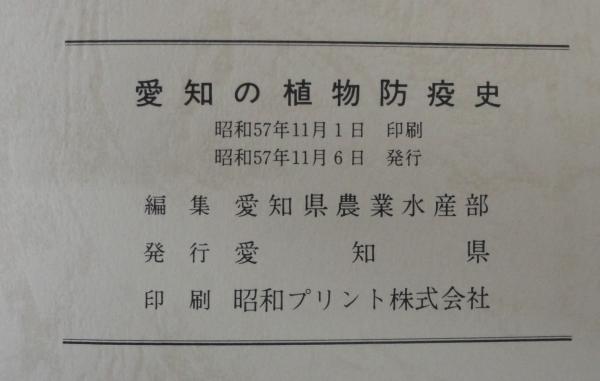 愛知の植物防疫史
昭和57年11月1日 印刷
昭和57年11月6日 発行
編集 愛知県農業水産部
発行 愛知県
印刷 昭和プリント株式会社